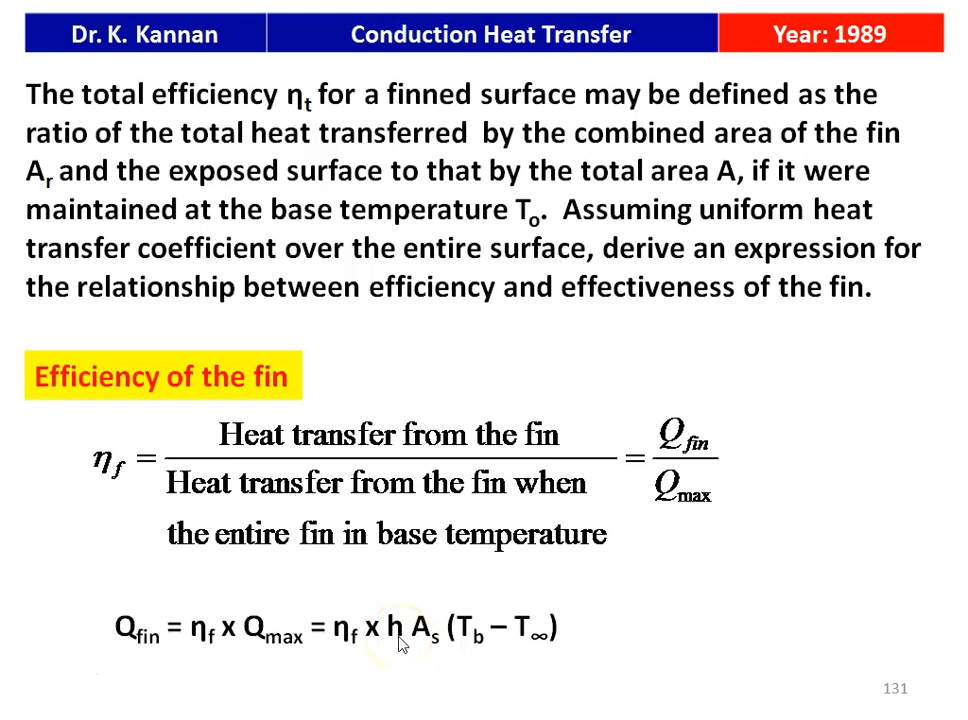 Dr. K. Kannan Conduction Heat Transfer Year: 1989
The total efficiency ηt for a finned surface may be defined as the
ratio of the total heat transferred by the combined area of the fin
Ar and the exposed surface to that by the total area A, if it were
maintained at the base temperature To. Assuming uniform heat
transfer coefficient over the entire surface, derive an expression for
the relationship between efficiency and effectiveness of the fin.
Efficiency of the fin
ηf = Heat transfer from the fin / Heat transfer from the fin when the entire fin in base temperature = Qfin / Qmax
Qfin = ηf x Qmax = ηf x h As (Tb – T∞)
131